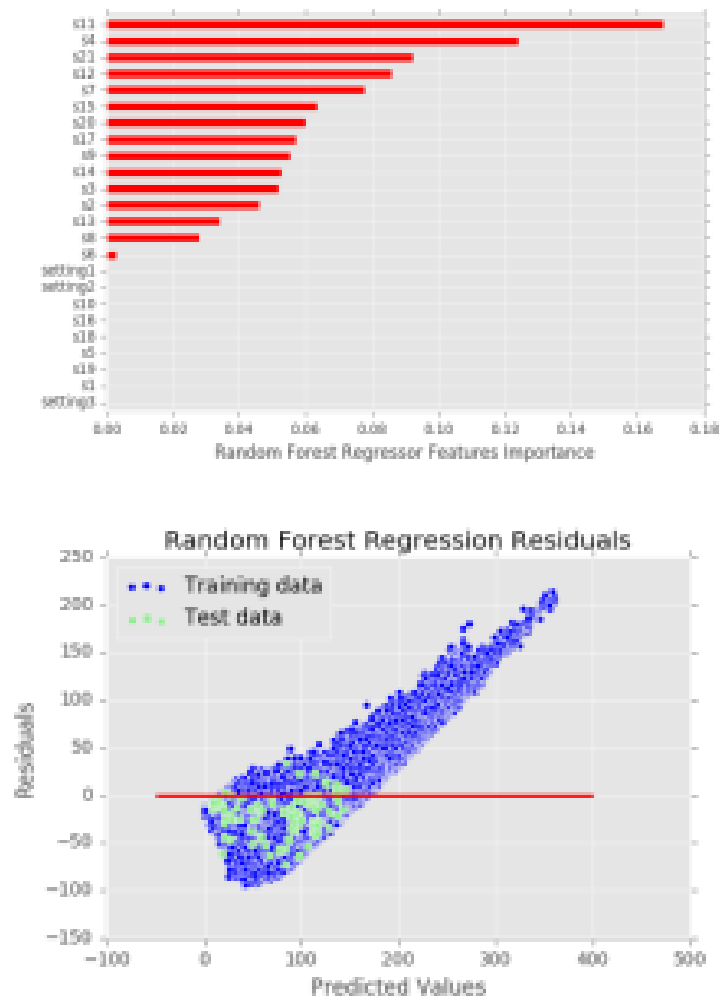 s11
s4
s21
s12
s7
s15
s20
s17
s9
s14
s3
s2
s13
s8
s6
setting1
setting2
s10
s16
s18
s5
s19
s1
setting3
0.00 0.02 0.04 0.06 0.08 0.10 0.12 0.14 0.16 0.18
Random Forest Regressor Features Importance
Random Forest Regression Residuals
250
200
150
100
50
0
−50
−100
−150
Training data
Test data
Residuals
−100 0 100 200 300 400 500
Predicted Values